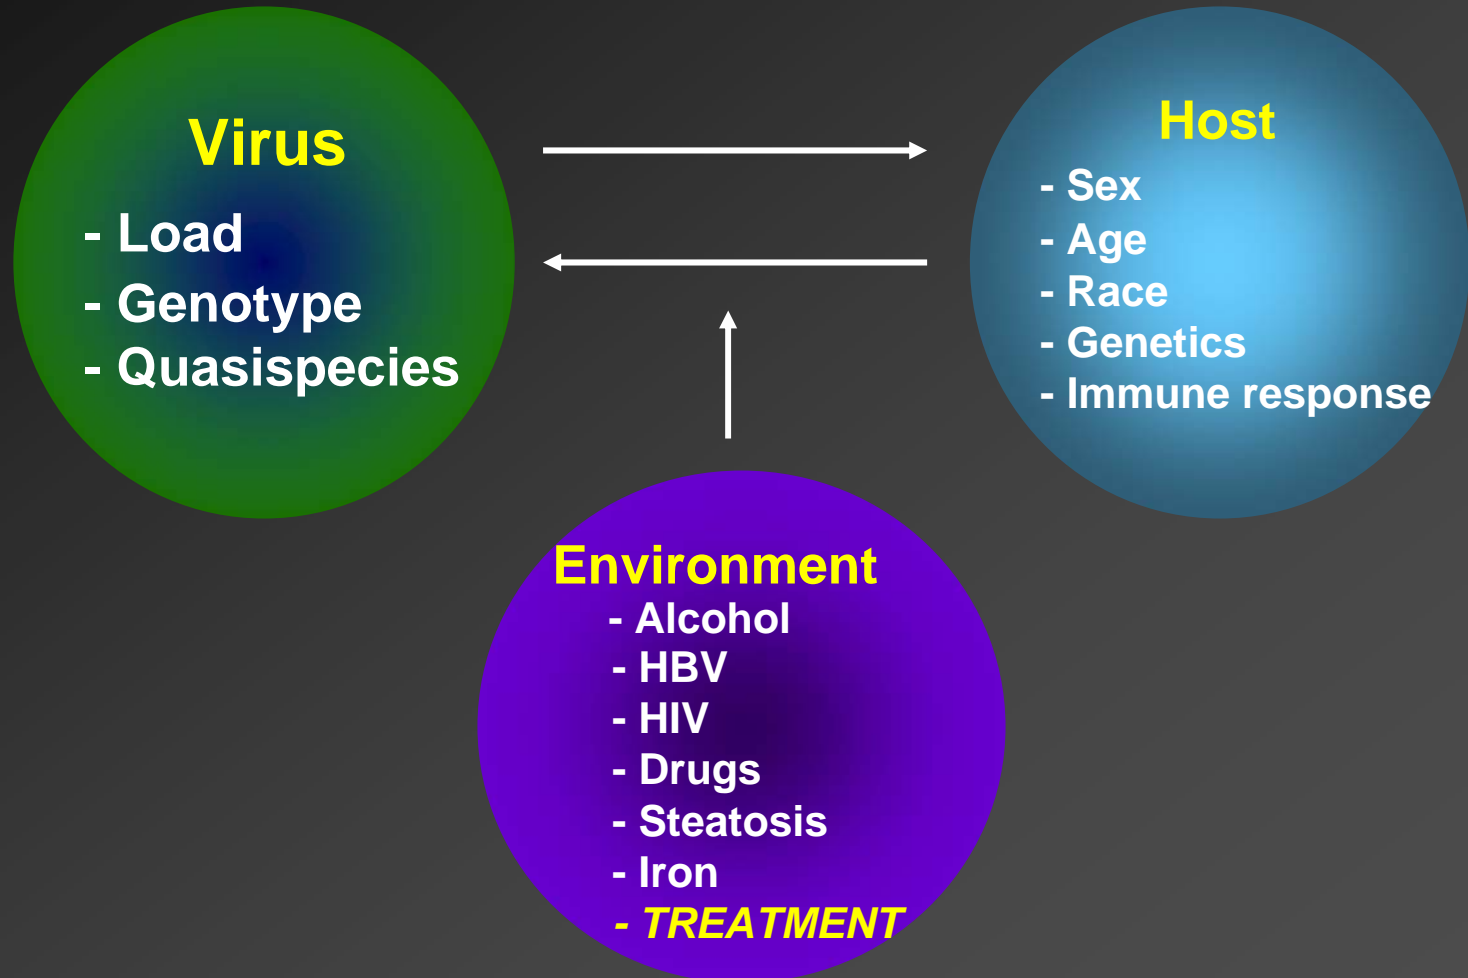 Virus
- Load
- Genotype
- Quasispecies
Host
- Sex
- Age
- Race
- Genetics
- Immune response
Environment
- Alcohol
- HBV
- HIV
- Drugs
- Steatosis
- Iron
- TREATMENT